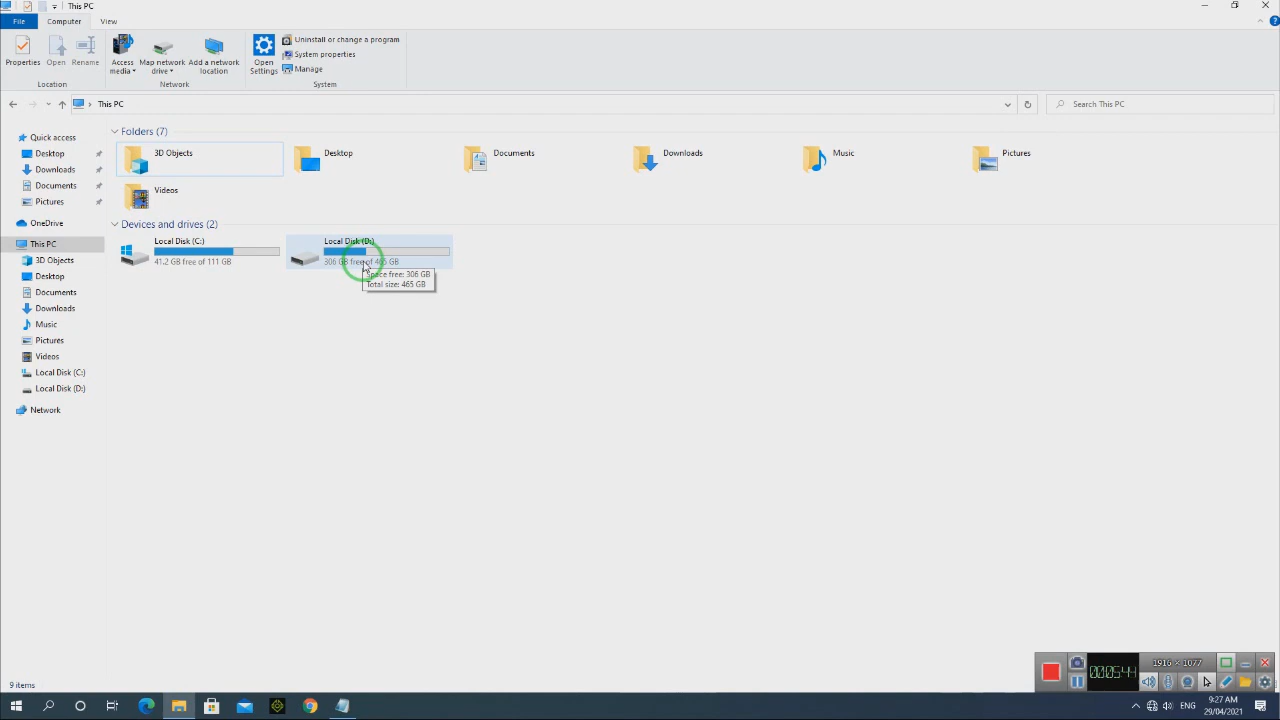 This PC
File
Computer
View
Properties
Open
Rename
Access media
Map network drive
Add a network location
Open Settings
Uninstall or change a program
System properties
Manage
Location
Network
System
This PC
Search This PC
Quick access
Desktop
Downloads
Documents
Pictures
OneDrive
This PC
3D Objects
Desktop
Documents
Downloads
Music
Pictures
Videos
Local Disk (C:)
Local Disk (D:)
Network
Folders (7)
3D Objects
Desktop
Documents
Downloads
Music
Pictures
Videos
Devices and drives (2)
Local Disk (C:)
41.2 GB free of 111 GB
Local Disk (D:)
306 GB free of 465 GB
Space free: 306 GB
Total size: 465 GB
9 items
1916 × 1077
000544
ENG
9:27 AM
29/04/2021